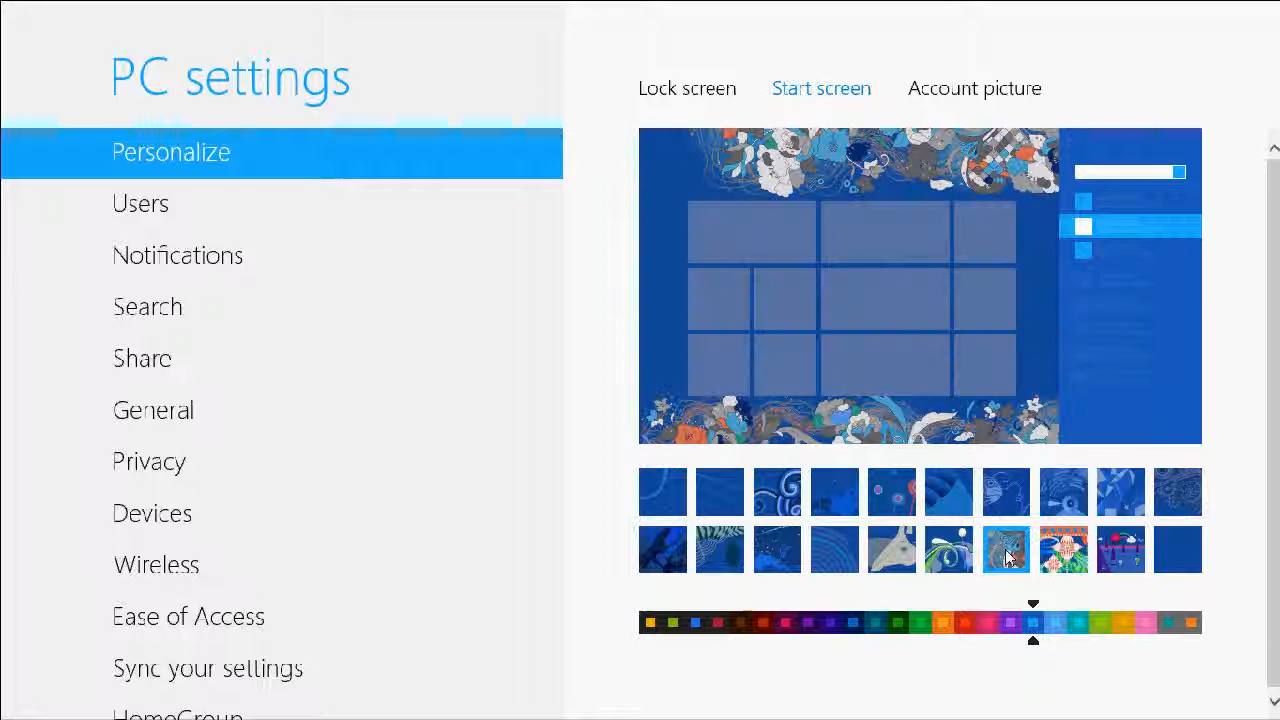 PC settings
Lock screen
Start screen
Account picture
Personalize
Users
Notifications
Search
Share
General
Privacy
Devices
Wireless
Ease of Access
Sync your settings
HomeGroup